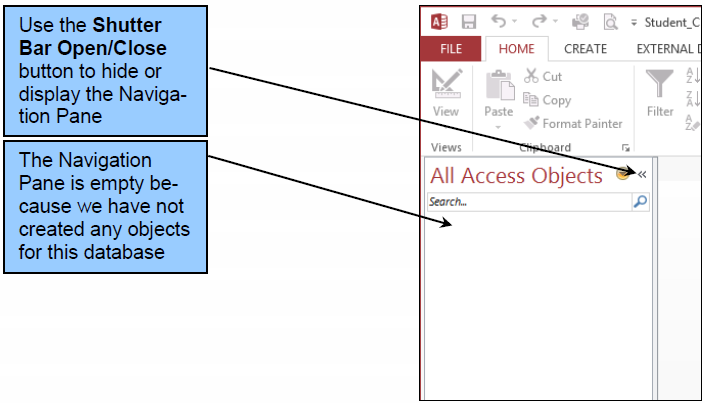 Use the Shutter
Bar Open/Close
button to hide or
display the Naviga-
tion Pane
The Navigation
Pane is empty be-
cause we have not
created any objects
for this database
Student_C
FILE HOME CREATE EXTERNAL D
View
Paste
Cut
Copy
Format Painter
Filter
Views Clipboard
All Access Objects
Search...